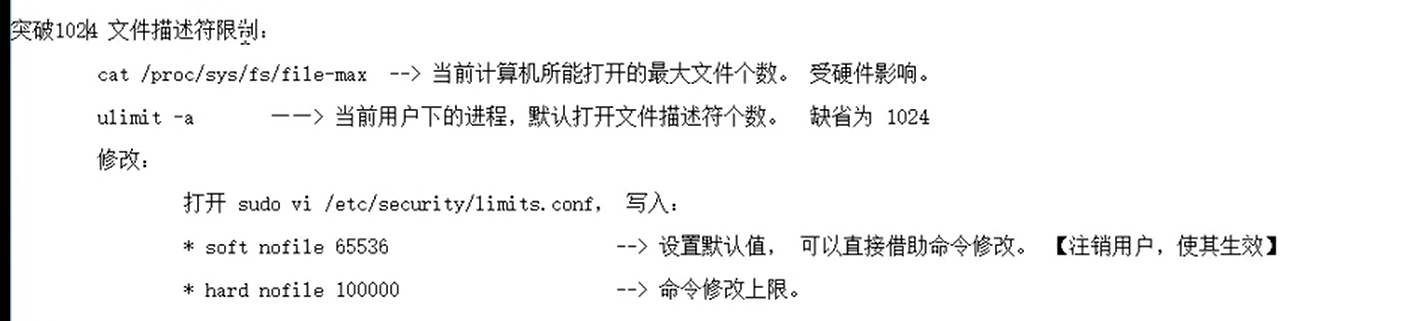 突破1024 文件描述符限制：
cat /proc/sys/fs/file-max --> 当前计算机所能打开的最大文件个数。 受硬件影响。
ulimit -a ——> 当前用户下的进程，默认打开文件描述符个数。 缺省为 1024
修改：
打开 sudo vi /etc/security/limits.conf， 写入：
* soft nofile 65536 --> 设置默认值， 可以直接借助命令修改。 【注销用户，使其生效】
* hard nofile 100000 --> 命令修改上限。